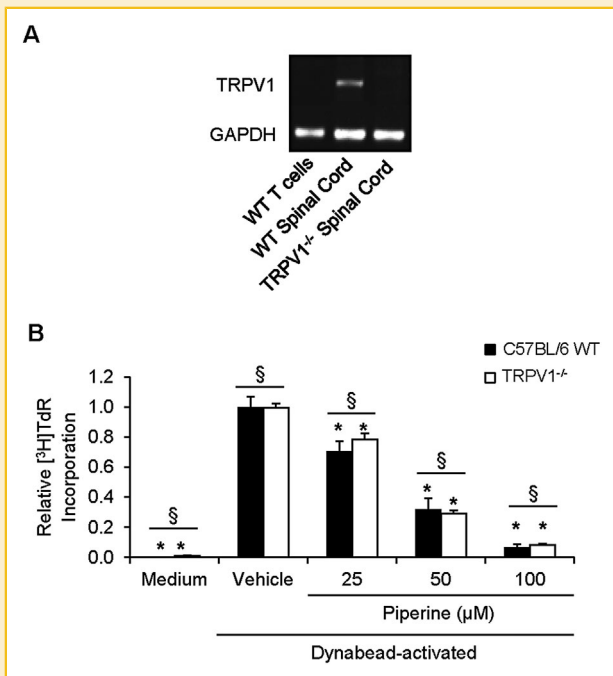 A
TRPV1
GAPDH
WT T cells
WT Spinal Cord
TRPV1-/- Spinal Cord
B
C57BL/6 WT
TRPV1-/-
Relative [³H]TdR
Incorporation
1.2
1.0
0.8
0.6
0.4
0.2
0.0
§
* *
§
§
* *
§
* *
§
* *
Medium
Vehicle
25
50
100
Piperine (µM)
Dynabead-activated